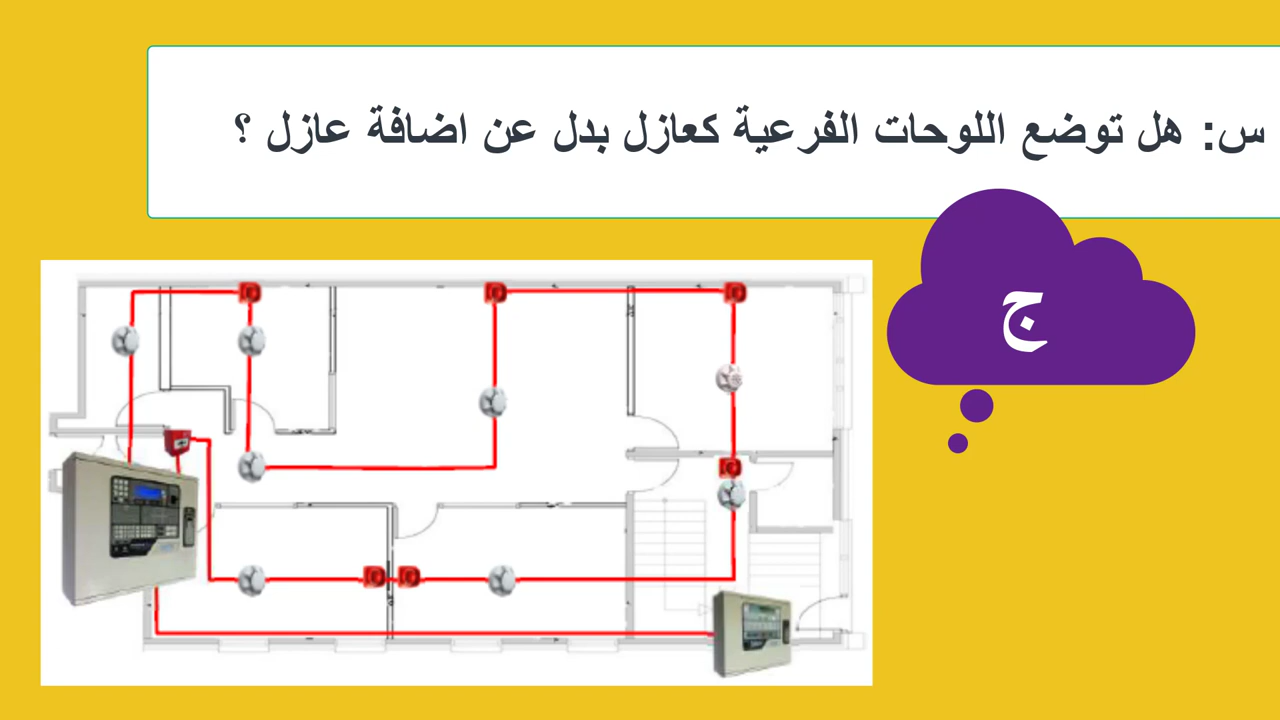 س: هل توضع اللوحات الفرعية كعازل بدل عن اضافة عازل ؟
ج